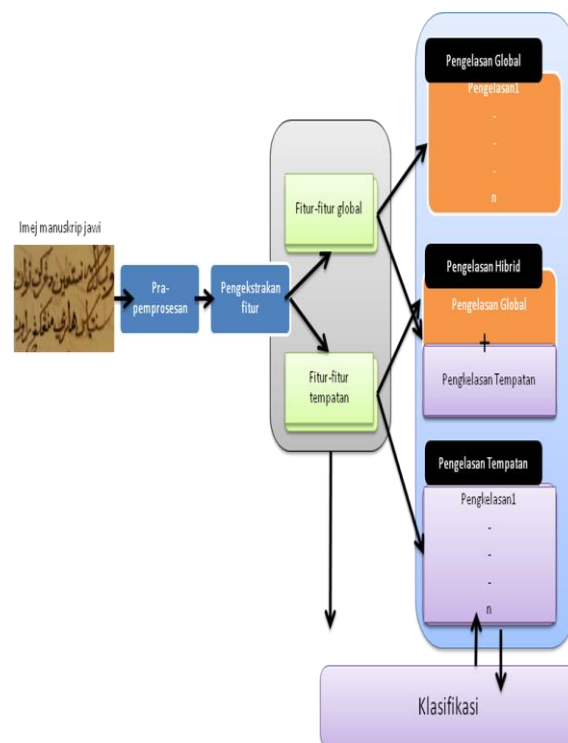 Imej manuskrip jawi
Pra-
pemprosesan
Pengekstrakan
fitur
Fitur-fitur global
Fitur-fitur
tempatan
Pengelasan Global
Pengelasan1
-
-
-
n
Pengelasan Hibrid
Pengelasan Global
+
Pengkelasan Tempatan
Pengelasan Tempatan
Pengkelasan1
-
-
-
n
Klasifikasi